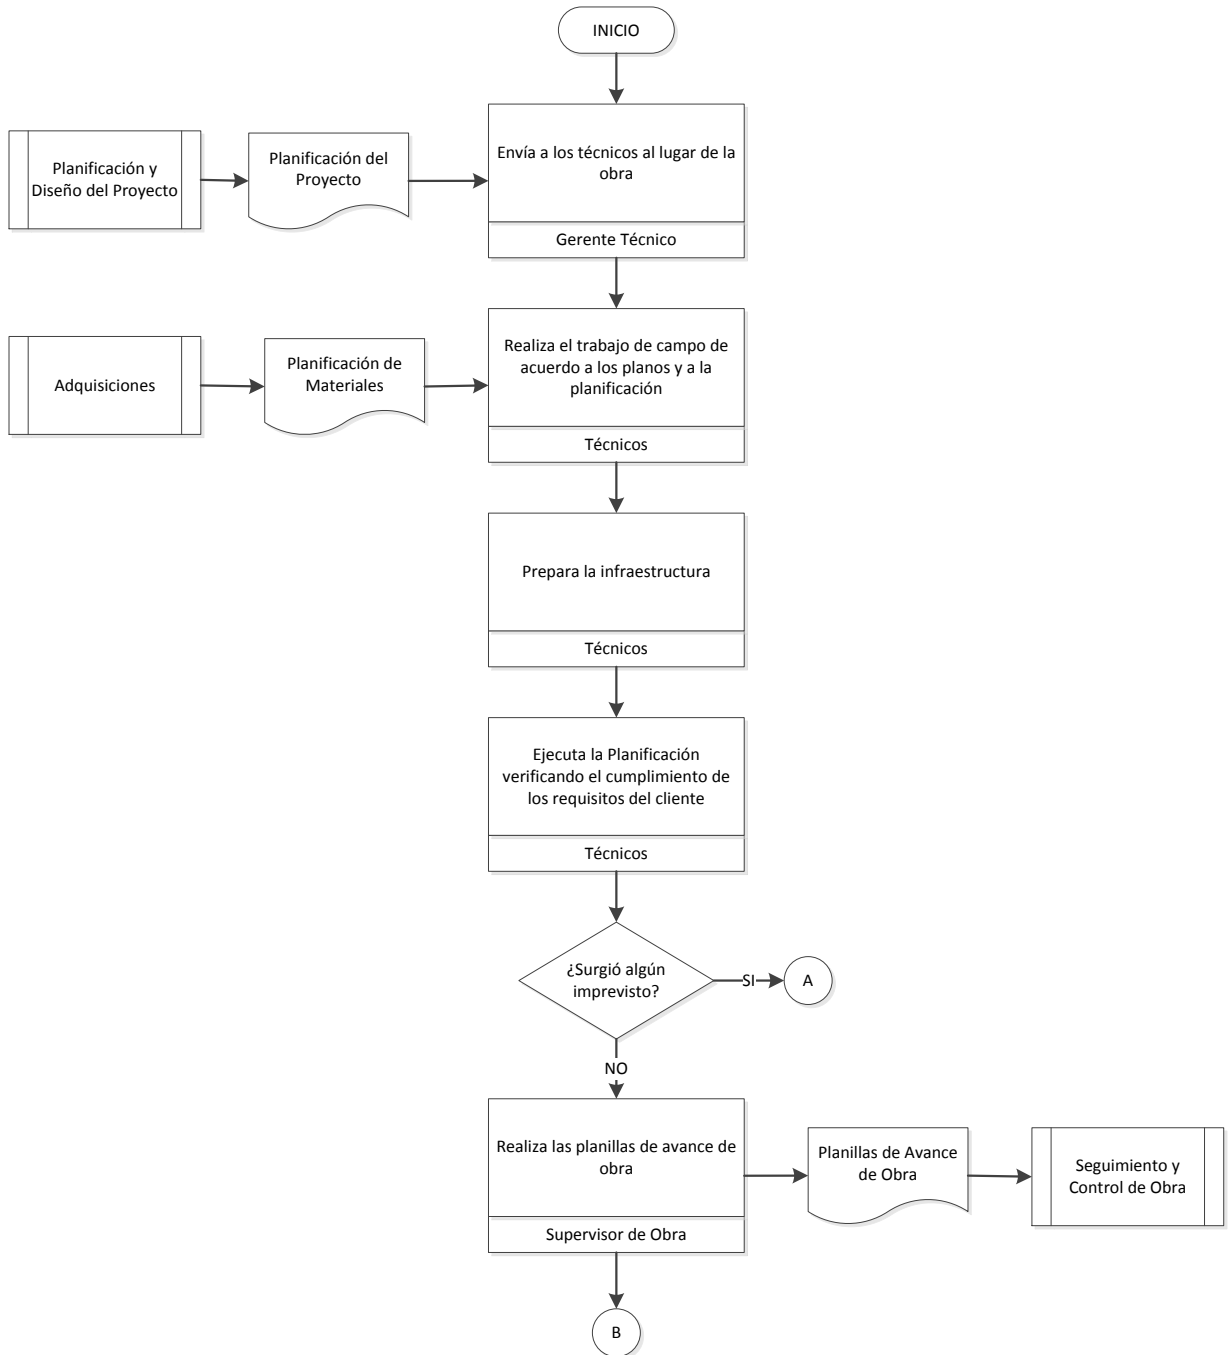 INICIO
Planificación y
Diseño del Proyecto
Planificación del
Proyecto
Envía a los técnicos al lugar de la
obra
Gerente Técnico
Adquisiciones
Planificación de
Materiales
Realiza el trabajo de campo de
acuerdo a los planos y a la
planificación
Técnicos
Prepara la infraestructura
Técnicos
Ejecuta la Planificación
verificando el cumplimiento de
los requisitos del cliente
Técnicos
¿Surgió algún
imprevisto?
SI
A
NO
Realiza las planillas de avance de
obra
Supervisor de Obra
Planillas de Avance
de Obra
Seguimiento y
Control de Obra
B